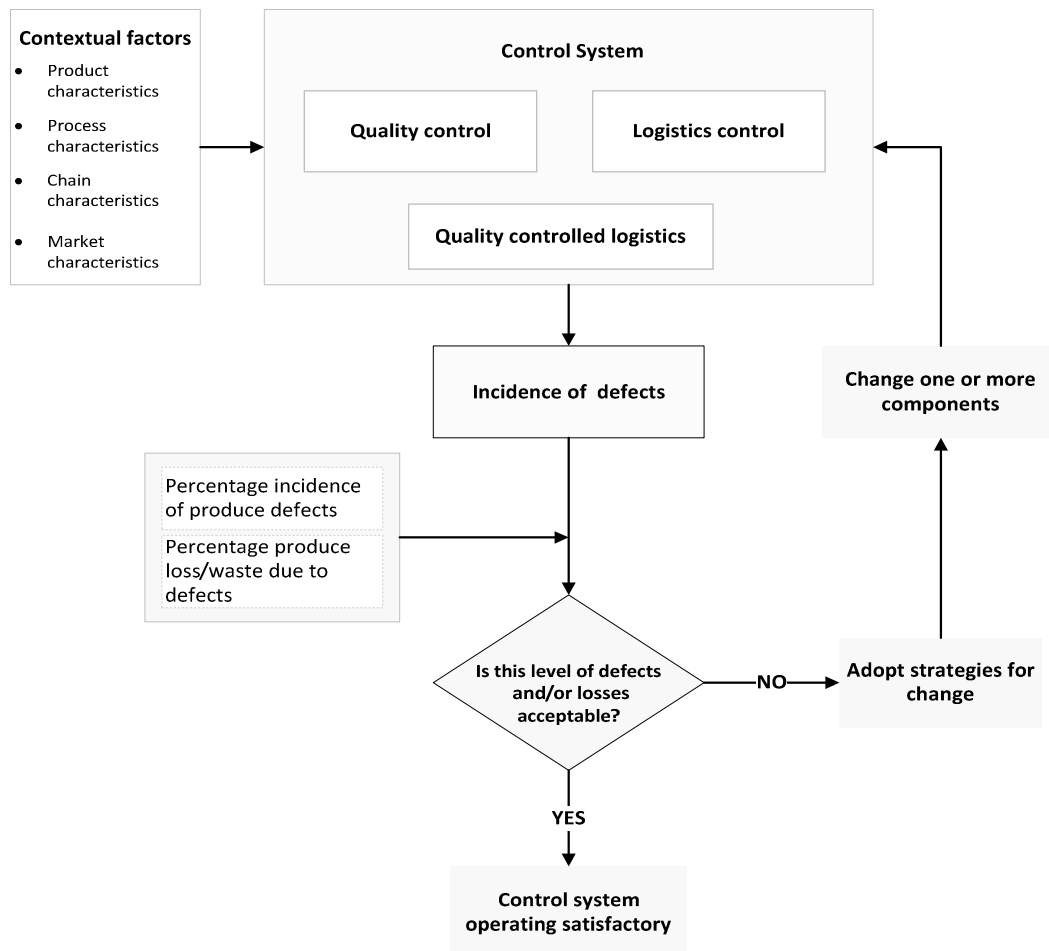 Contextual factors
• Product
characteristics
• Process
characteristics
• Chain
characteristics
• Market
characteristics
Control System
Quality control
Logistics control
Quality controlled logistics
Incidence of defects
Change one or more
components
Percentage incidence
of produce defects
Percentage produce
loss/waste due to
defects
Is this level of defects
and/or losses
acceptable?
NO
Adopt strategies for
change
YES
Control system
operating satisfactory